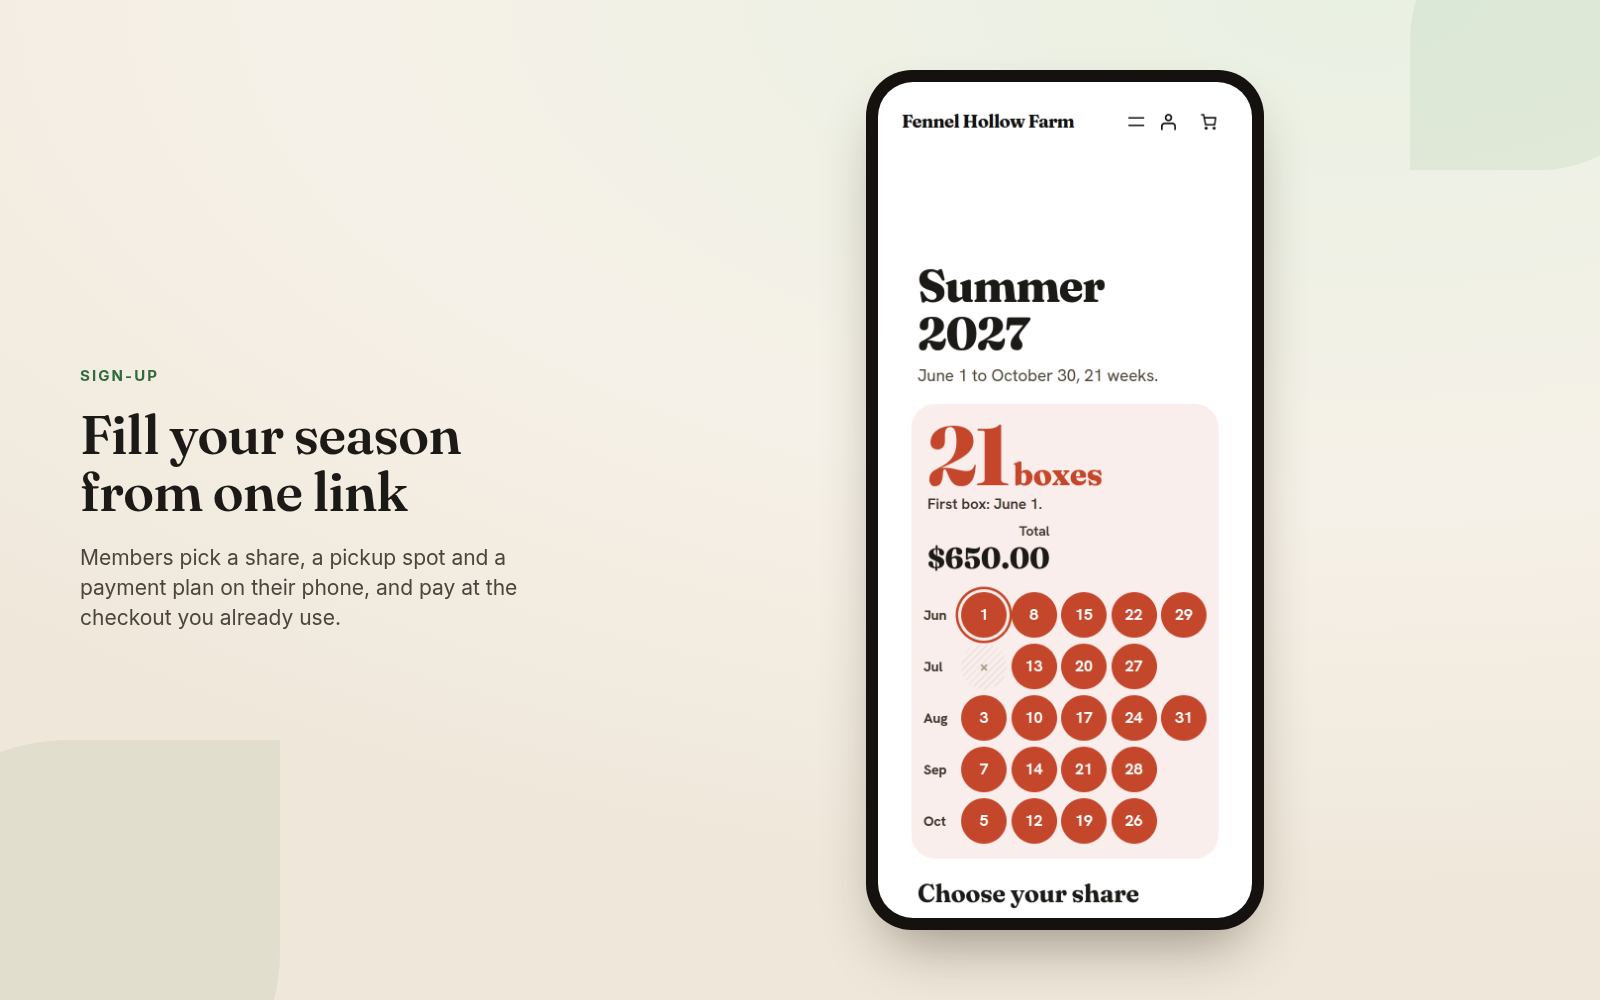 SIGN-UP
Fill your season
from one link
Members pick a share, a pickup spot and a
payment plan on their phone, and pay at the
checkout you already use.
Fennel Hollow Farm
Summer
2027
June 1 to October 30, 21 weeks.
21 boxes
First box: June 1.
Total
$650.00
Jun 1 8 15 22 29
Jul × 13 20 27
Aug 3 10 17 24 31
Sep 7 14 21 28
Oct 5 12 19 26
Choose your share